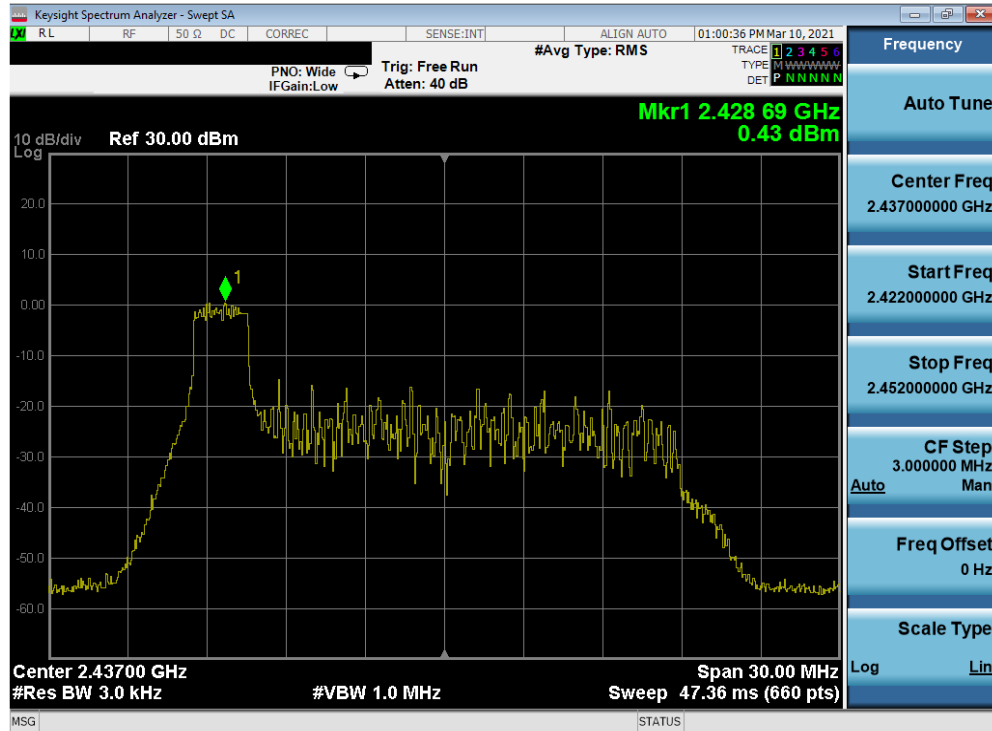 Keysight Spectrum Analyzer - Swept SA
LXI RL RF 50 Ω DC CORREC SENSE:INT ALIGN AUTO 01:00:36 PM Mar 10, 2021
#Avg Type: RMS TRACE 1 2 3 4 5 6
PNO: Wide Trig: Free Run TYPE M WWWWW
IFGain:Low Atten: 40 dB DET P N N N N N
Mkr1 2.428 69 GHz
0.43 dBm
10 dB/div Ref 30.00 dBm
Log
20.0
10.0
1
0.00
-10.0
-20.0
-30.0
-40.0
-50.0
-60.0
Center 2.43700 GHz Span 30.00 MHz
#Res BW 3.0 kHz #VBW 1.0 MHz Sweep 47.36 ms (660 pts)
MSG STATUS
Frequency
Auto Tune
Center Freq
2.437000000 GHz
Start Freq
2.422000000 GHz
Stop Freq
2.452000000 GHz
CF Step
3.000000 MHz
Auto Man
Freq Offset
0 Hz
Scale Type
Log Lin